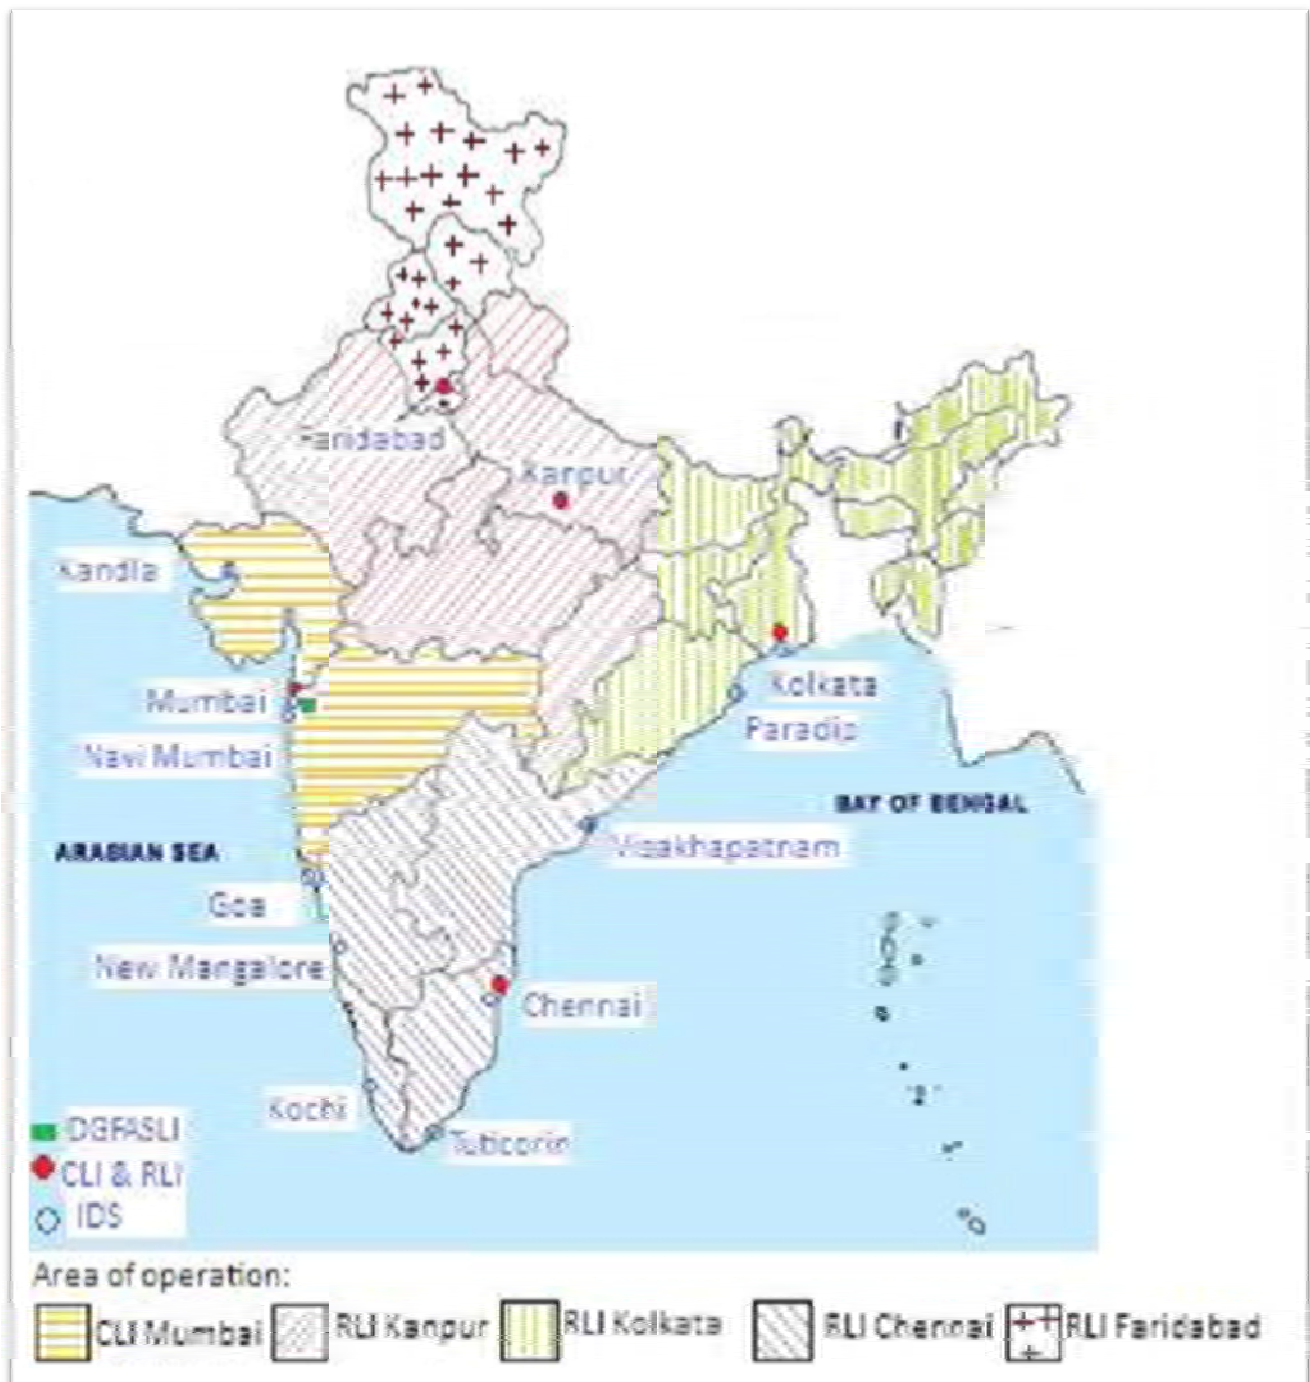 Faridabad
Kanpur
Kandla
Mumbai
Kolkata
Paradip
Navi Mumbai
BAY OF BENGAL
ARABIAN SEA
Visakhapatnam
Goa
New Mangalore
Chennai
Kochi
Tuticorin
DGFASLI
CLI & RLI
IDS
Area of operation:
CLI Mumbai RLI Kanpur RLI Kolkata RLI Chennai RLI Faridabad